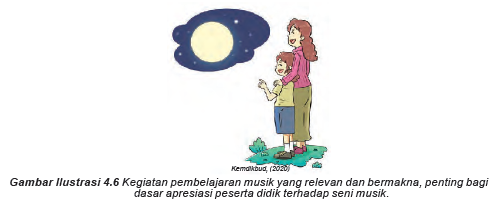 Kemdikbud, (2020)
Gambar Ilustrasi 4.6 Kegiatan pembelajaran musik yang relevan dan bermakna, penting bagi
dasar apresiasi peserta didik terhadap seni musik.